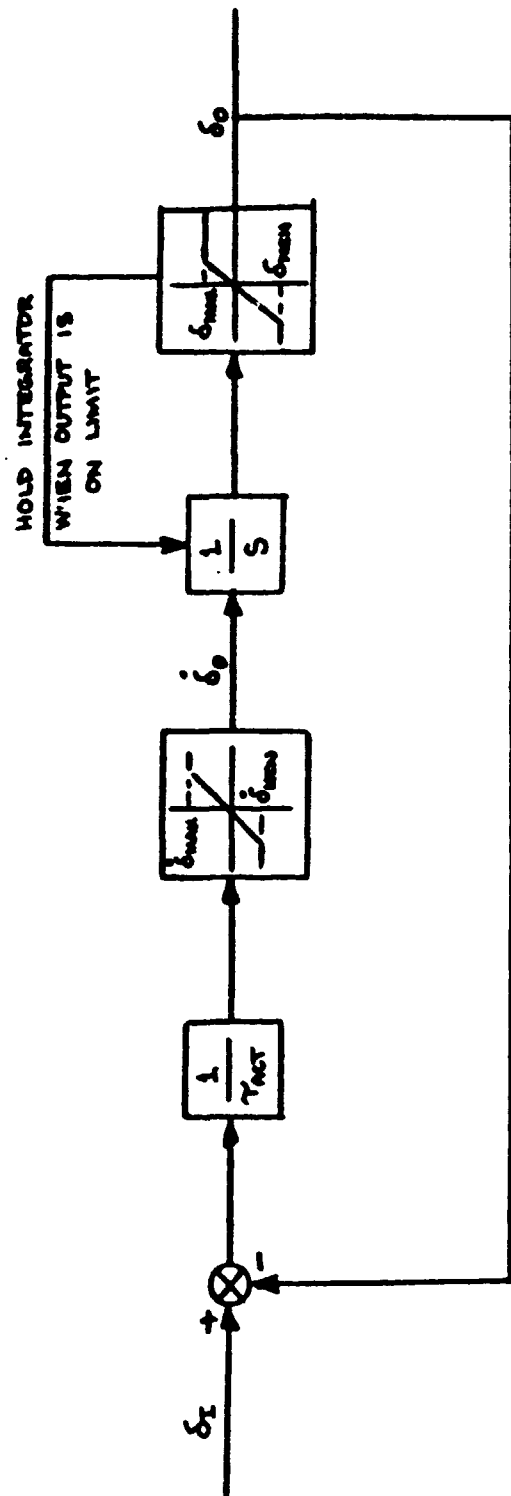 HOLD INTEGRATOR
WHEN OUTPUT IS
ON LIMIT
δI
+
-
1
τACT
δ̇MAX
δ̇MIN
δ̇O
1
S
δMAX
δMIN
δO